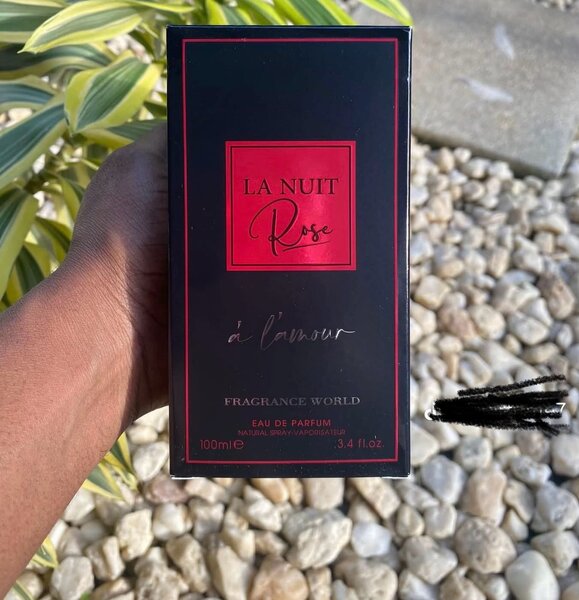 LA NUIT
Rose
à l'amour
FRAGRANCE WORLD
EAU DE PARFUM
NATURAL SPRAY-VAPORISATEUR
100ml℮ 3.4 fl.oz.